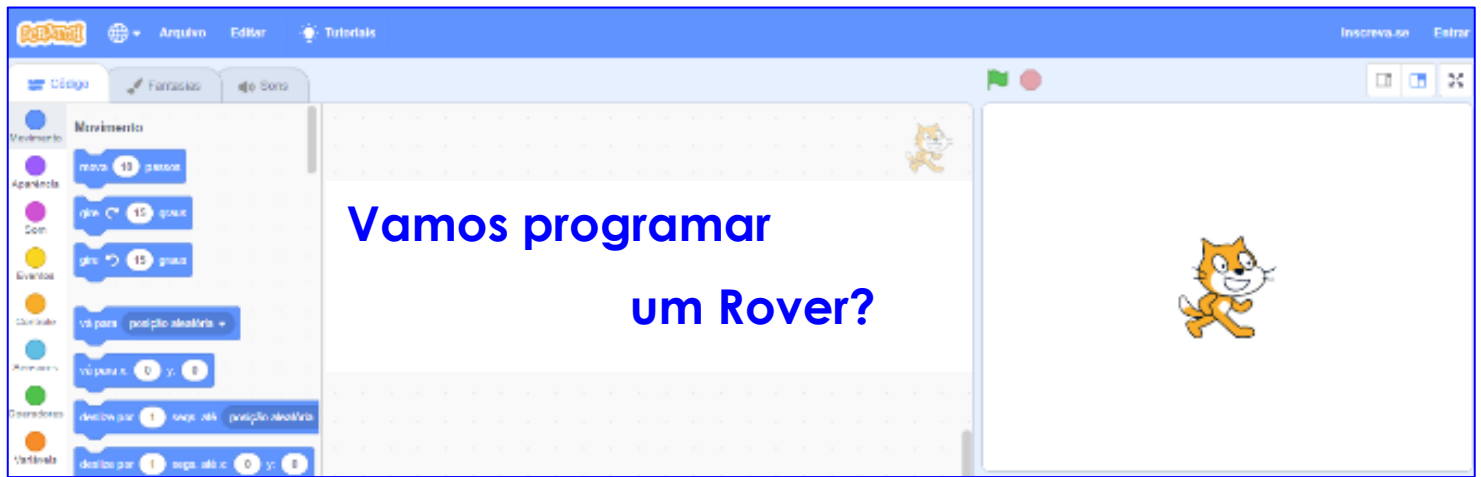 SCRATCH
Arquivo Editar Tutoriais Inscreva-se Entrar
Código Fantasias Sons
Movimento
Aparência
Som
Eventos
Controle
Sensores
Operadores
Variáveis
Movimento
mova 10 passos
gire 15 graus
gire 15 graus
vá para posição aleatória
vá para x: 0 y: 0
deslize por 1 segs. até posição aleatória
deslize por 1 segs. até x: 0 y: 0
Vamos programar
um Rover?